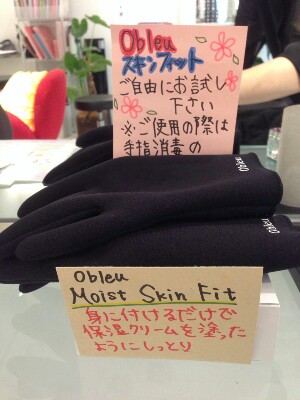 Obleu
スキンフィット
ご自由にお試し
下さい
※ご使用の際は
手指消毒の
Obleu
Moist Skin Fit
身に付けるだけで
保湿クリームを塗った
ようにしっとり